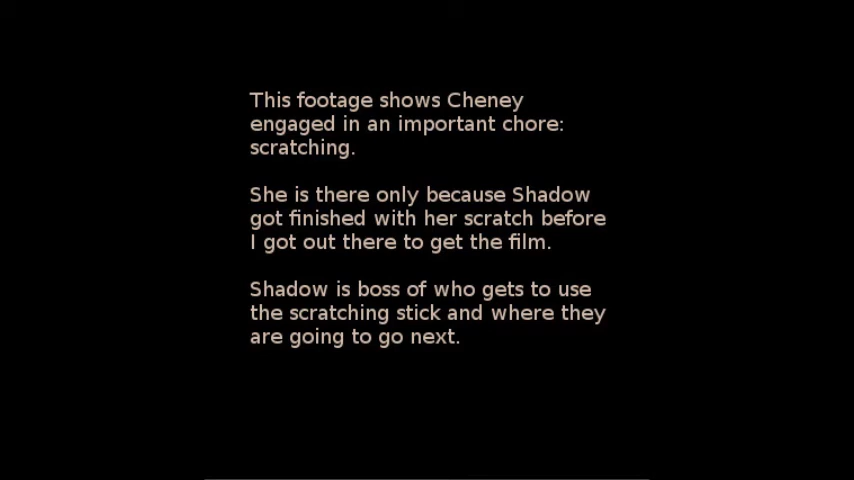 This footage shows Cheney
engaged in an important chore:
scratching.
She is there only because Shadow
got finished with her scratch before
I got out there to get the film.
Shadow is boss of who gets to use
the scratching stick and where they
are going to go next.